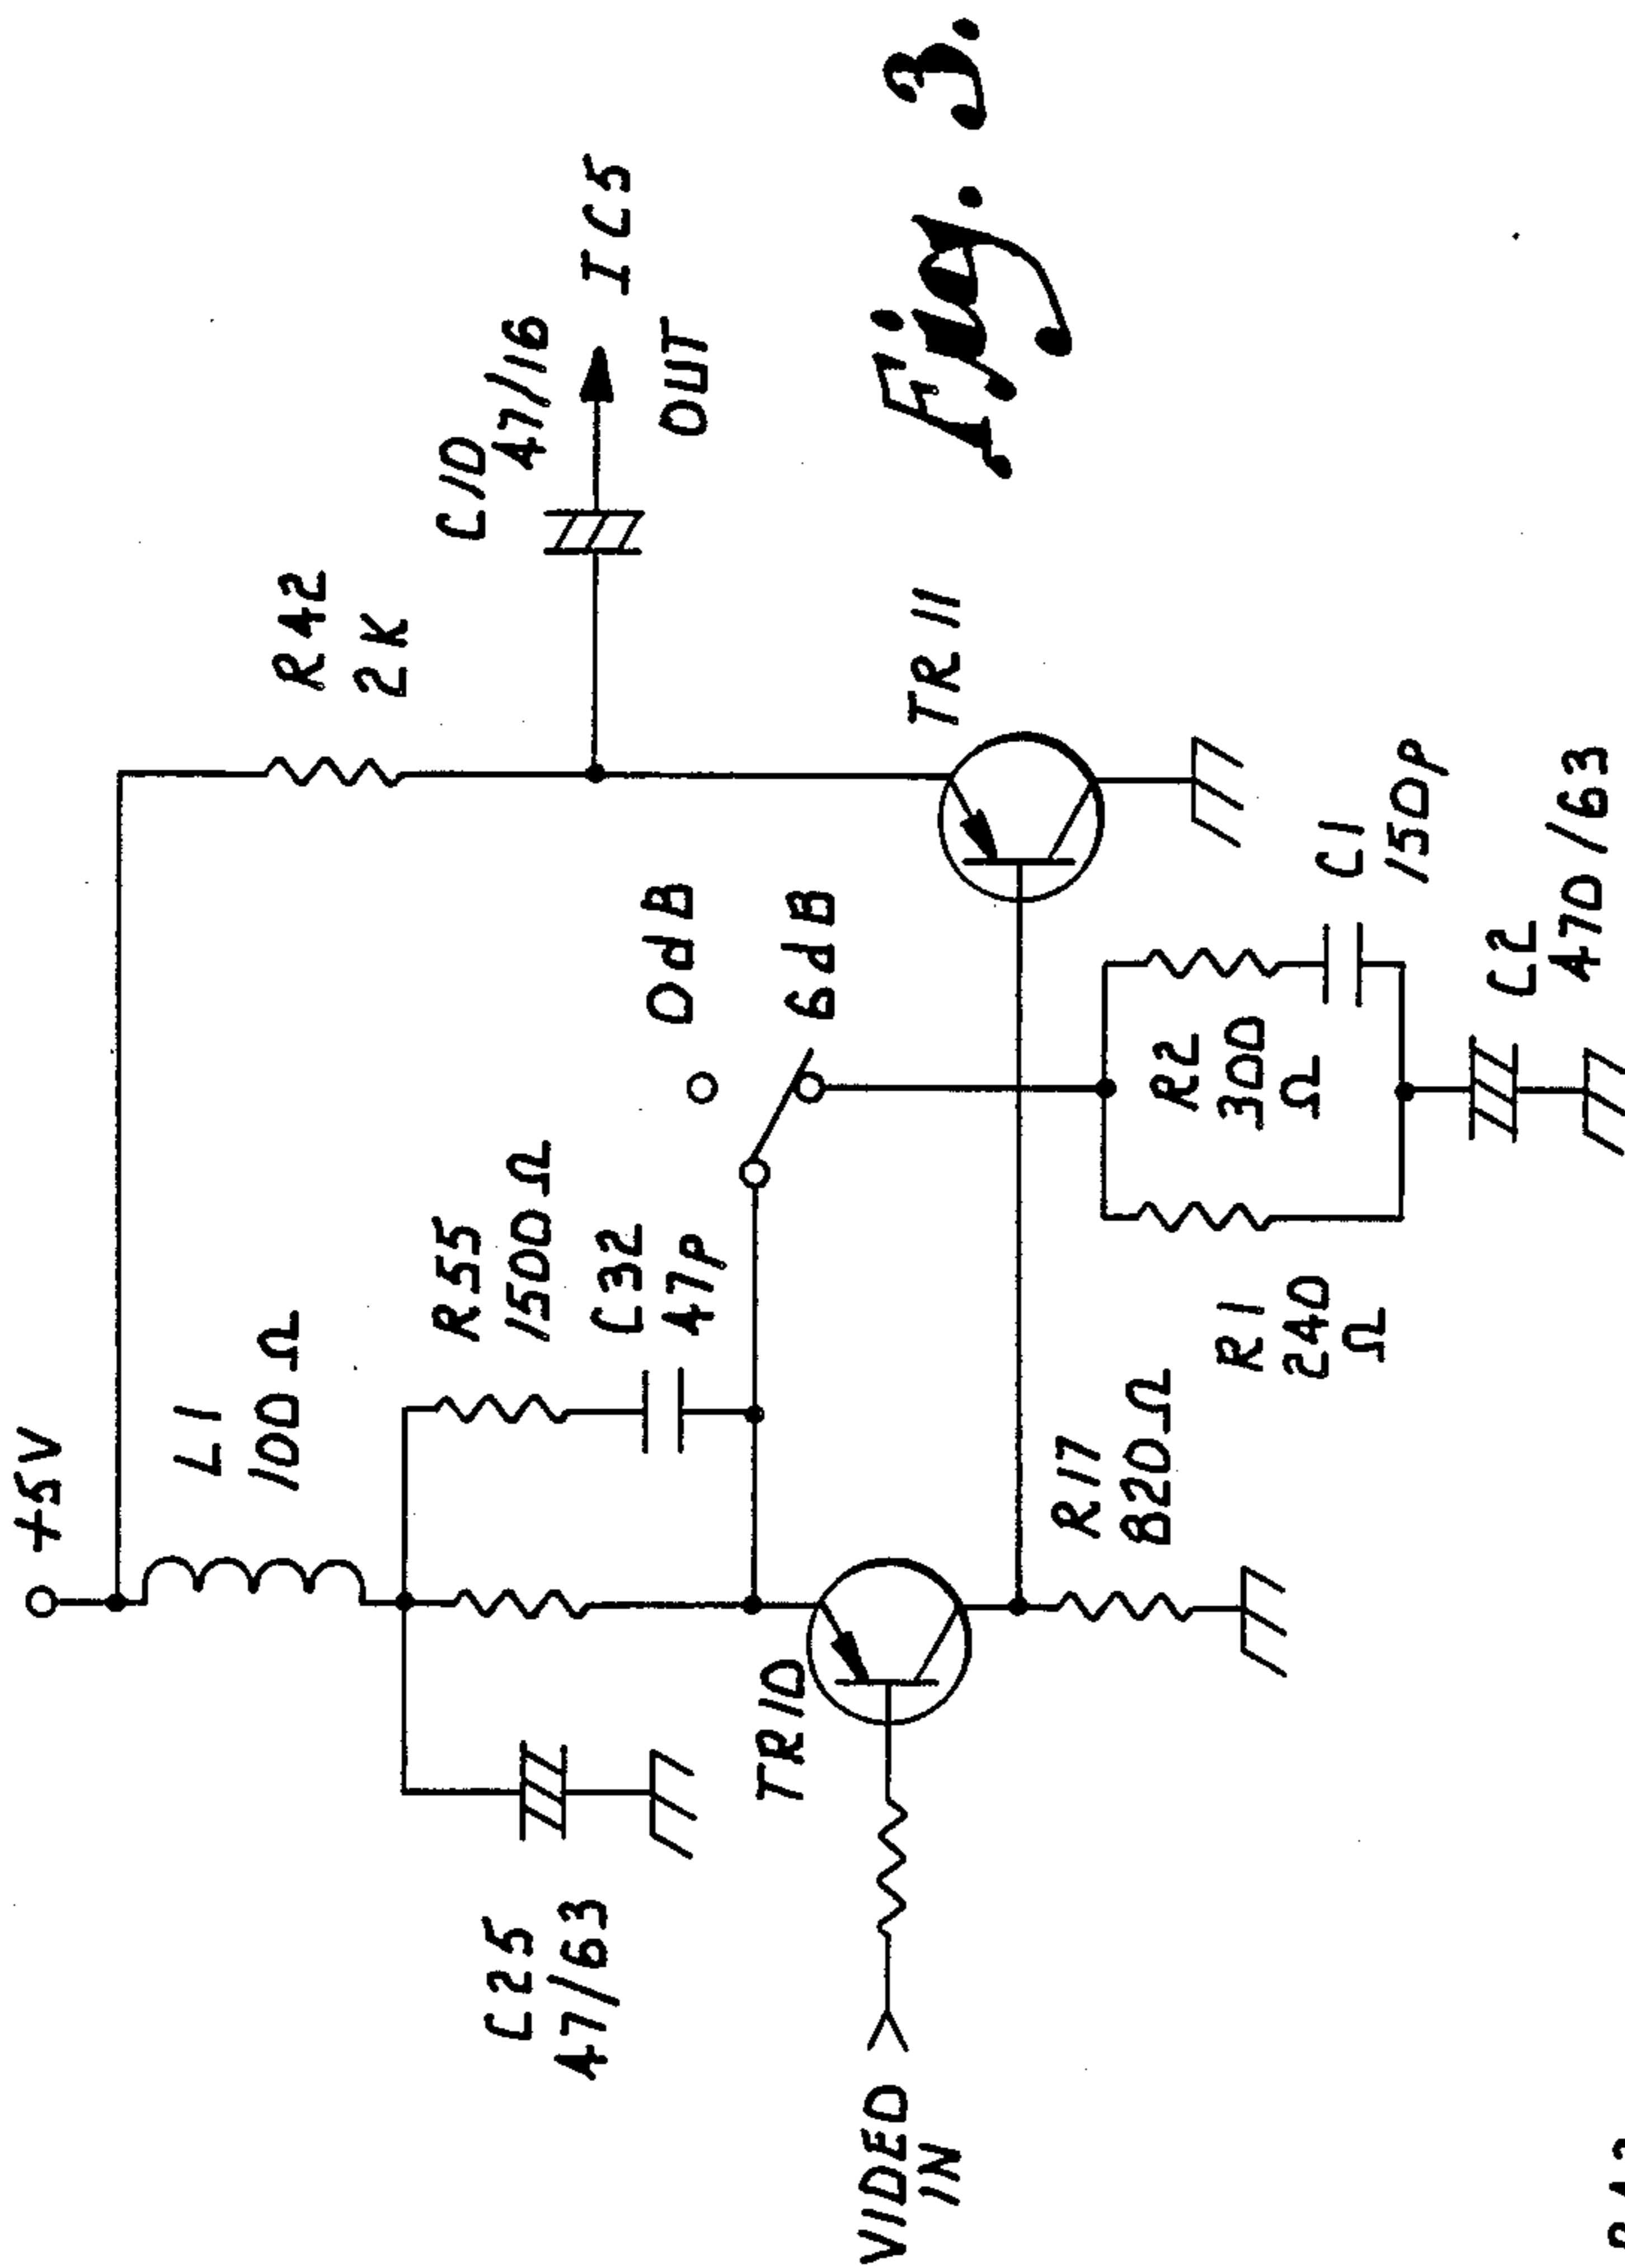 +5V
L1
100Ω
R42
2K
C10
47/16
IC5
OUT
R55
1500Ω
C32
47P
0dB
6dB
C25
47/63
TR10
TR11
VIDEO
IN
R17
820Ω
R1
240
Ω
R2
300
Ω
C1
150P
C2
470/63
Fig. 3.